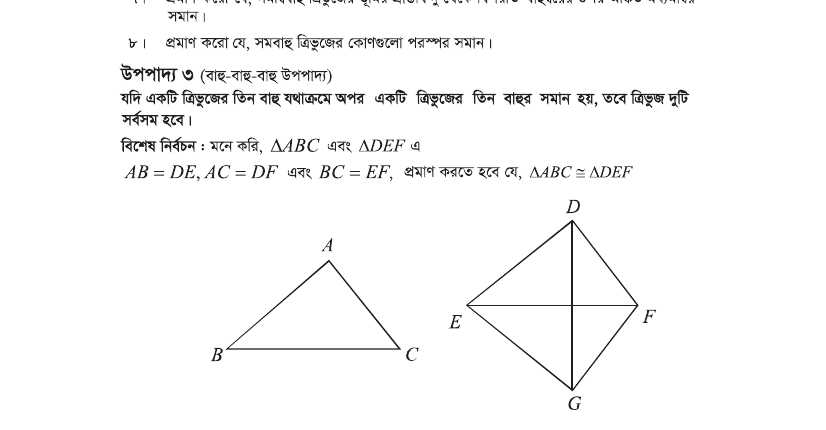 সমান।
৮। প্রমাণ করো যে, সমবাহু ত্রিভুজের কোণগুলো পরস্পর সমান।
উপপাদ্য ৩ (বাহু-বাহু-বাহু উপপাদ্য)
যদি একটি ত্রিভুজের তিন বাহু যথাক্রমে অপর একটি ত্রিভুজের তিন বাহুর সমান হয়, তবে ত্রিভুজ দুটি
সর্বসম হবে।
বিশেষ নির্বচন : মনে করি, ΔABC এবং ΔDEF এ
AB = DE, AC = DF এবং BC = EF, প্রমাণ করতে হবে যে, ΔABC ≅ ΔDEF
D
A
E
F
B
C
G